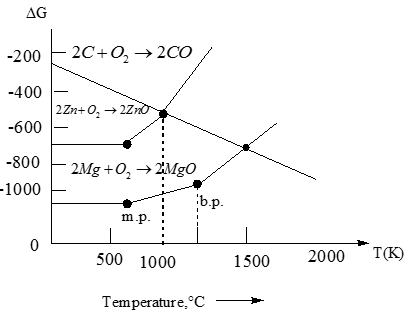 ΔG
-200
2C + O₂ → 2CO
-400
2Zn+O₂ → 2ZnO
-600
-800
2Mg + O₂ → 2MgO
-1000
m.p.
b.p.
0
500
1000
1500
2000
T(K)
Temperature,°C